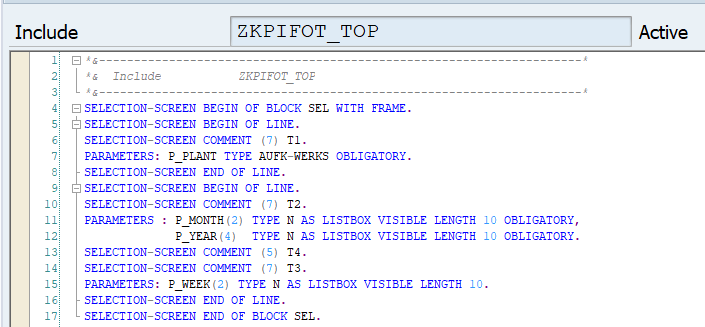 Include ZKPIFOT_TOP Active
1 *&---------------------------------------------------------------------*
2 *& Include ZKPIFOT_TOP
3 *&---------------------------------------------------------------------*
4 SELECTION-SCREEN BEGIN OF BLOCK SEL WITH FRAME.
5 SELECTION-SCREEN BEGIN OF LINE.
6 SELECTION-SCREEN COMMENT (7) T1.
7 PARAMETERS: P_PLANT TYPE AUFK-WERKS OBLIGATORY.
8 SELECTION-SCREEN END OF LINE.
9 SELECTION-SCREEN BEGIN OF LINE.
10 SELECTION-SCREEN COMMENT (7) T2.
11 PARAMETERS : P_MONTH(2) TYPE N AS LISTBOX VISIBLE LENGTH 10 OBLIGATORY,
12 P_YEAR(4) TYPE N AS LISTBOX VISIBLE LENGTH 10 OBLIGATORY.
13 SELECTION-SCREEN COMMENT (5) T4.
14 SELECTION-SCREEN COMMENT (7) T3.
15 PARAMETERS: P_WEEK(2) TYPE N AS LISTBOX VISIBLE LENGTH 10.
16 SELECTION-SCREEN END OF LINE.
17 SELECTION-SCREEN END OF BLOCK SEL.